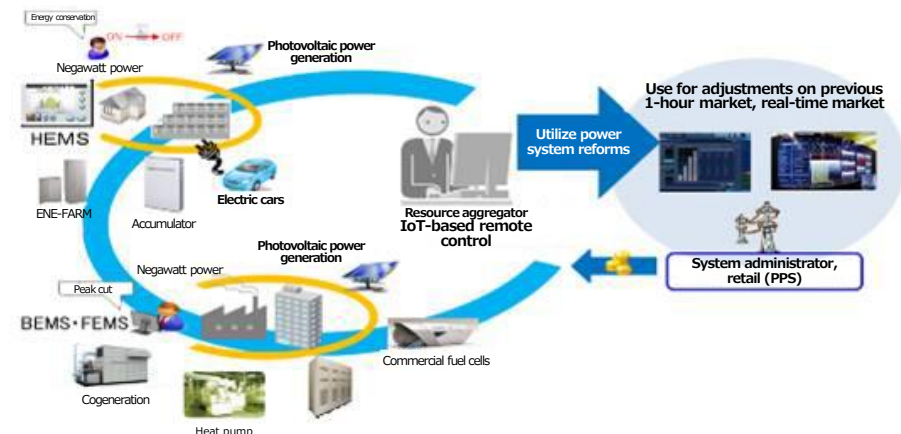 Energy conservation
ON → OFF
Negawatt power
HEMS
ENE-FARM
Accumulator
Electric cars
Photovoltaic power
generation
Resource aggregator
IoT-based remote
control
Utilize power
system reforms
Use for adjustments on previous
1-hour market, real-time market
System administrator,
retail (PPS)
Photovoltaic power
generation
Negawatt power
Peak cut
BEMS・FEMS
Cogeneration
Heat pump
Commercial fuel cells